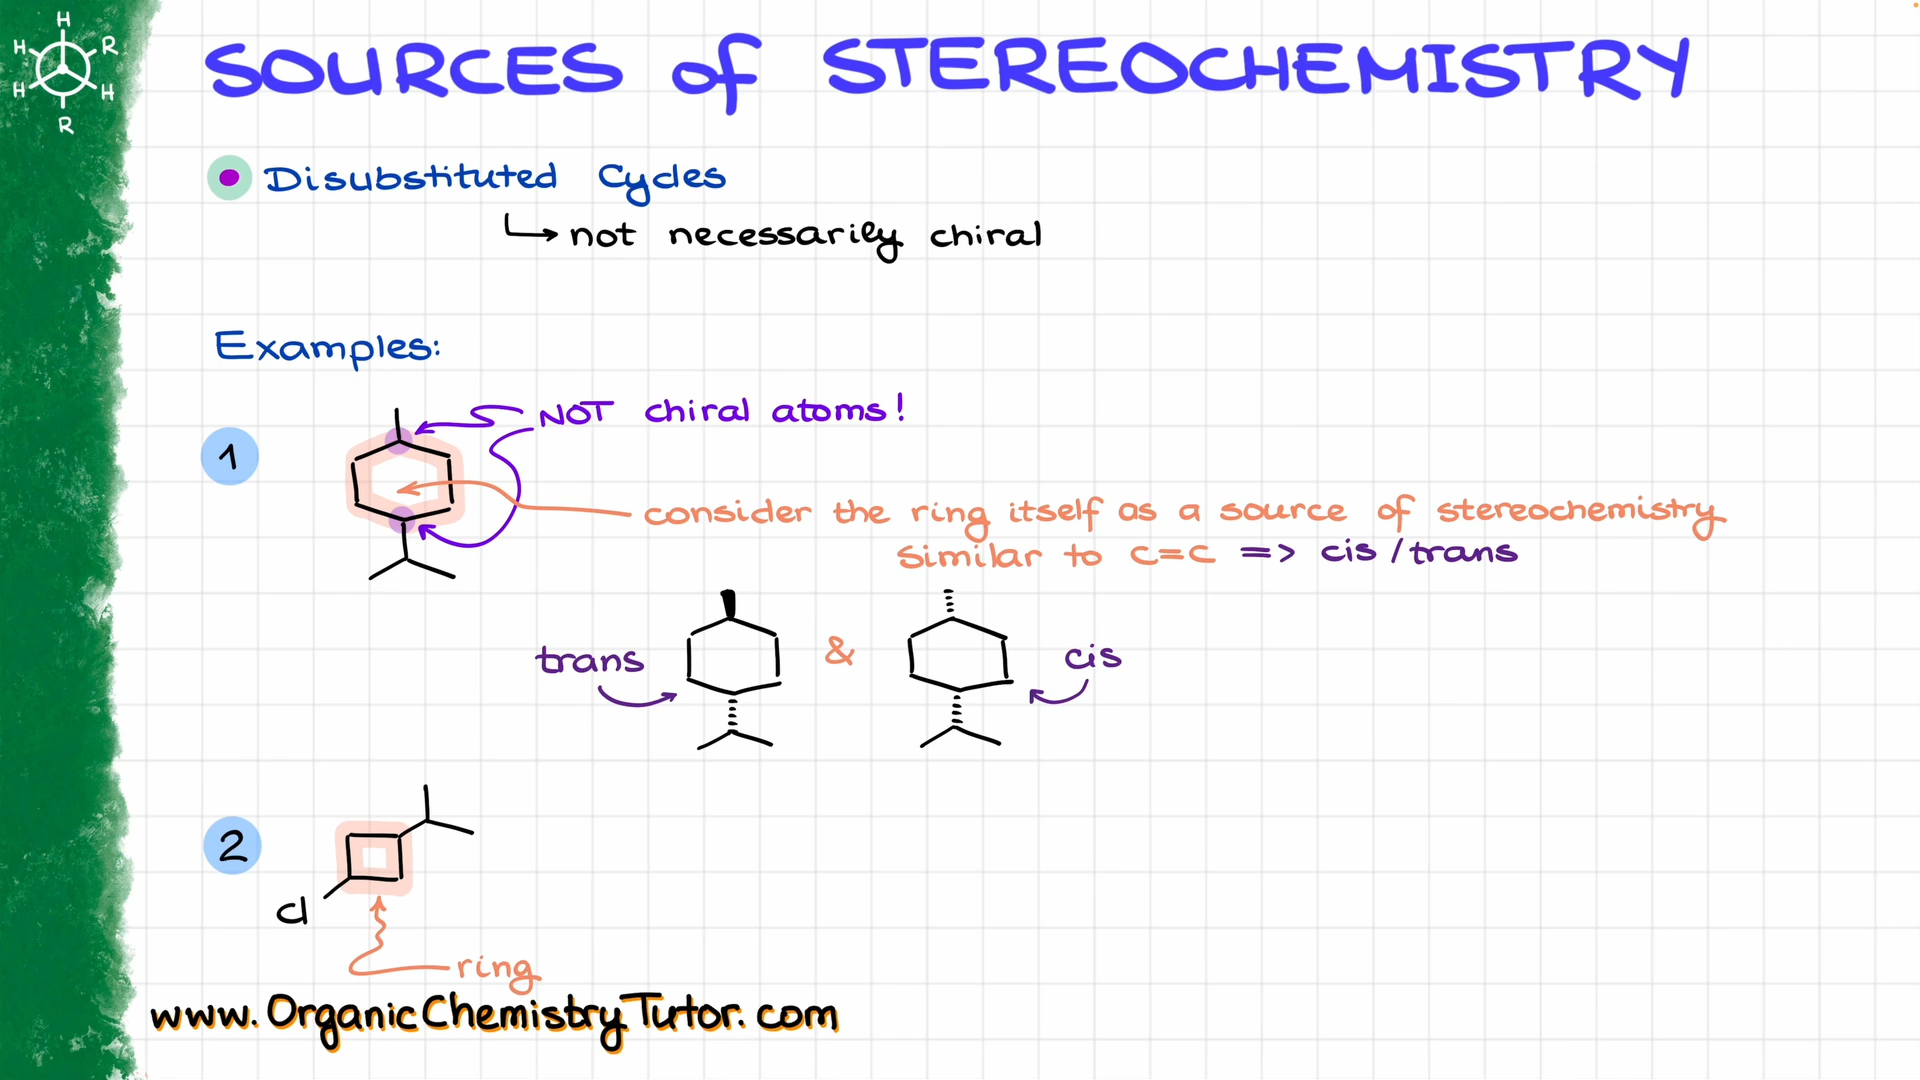 H
H R
H H
R
SOURCES of STEREOCHEMISTRY
Disubstituted Cycles
not necessarily chiral
Examples:
NOT chiral atoms!
1
consider the ring itself as a source of stereochemistry
similar to C=C => cis/trans
trans & cis
2
Cl
ring
www.OrganicChemistryTutor.com